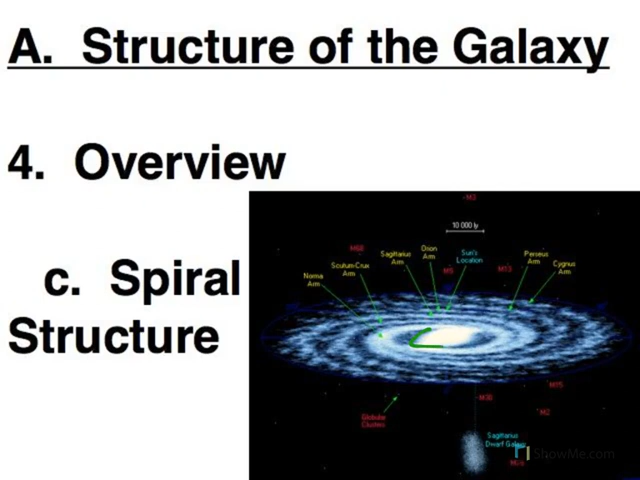 A. Structure of the Galaxy
4. Overview
c. Spiral
Structure
M3
10 000 ly
M68
Orion
Arm
Sagittarius
Arm
Sun's
Location
Perseus
Arm
Scutum-Crux
Arm
M5
M13
Cygnus
Arm
Norma
Arm
M15
M30
M2
Globular
Clusters
Sagittarius
Dwarf Galaxy
ShowMe.com